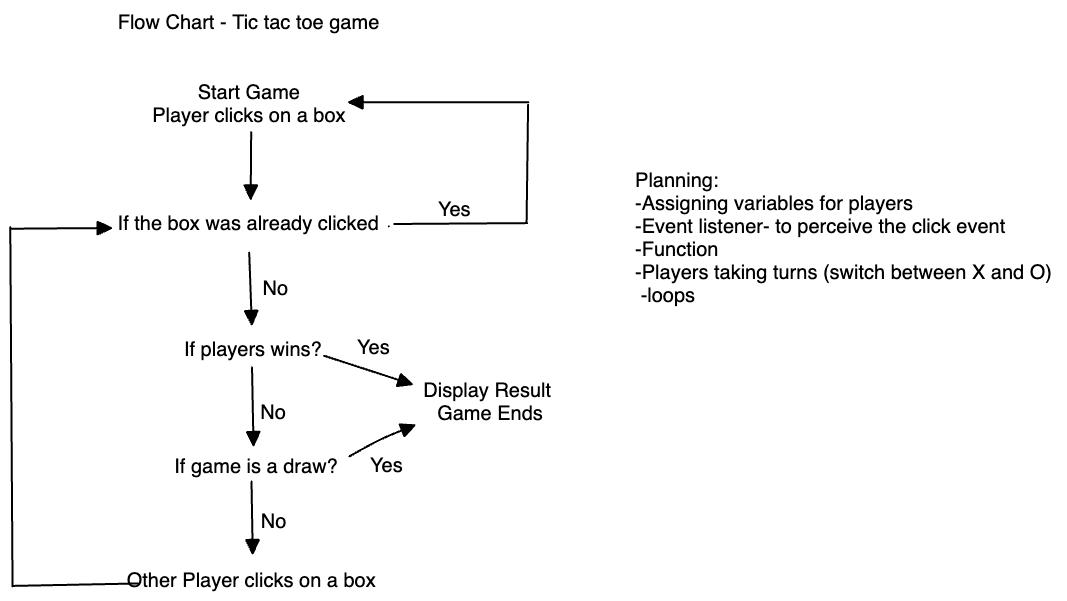 Flow Chart - Tic tac toe game
Start Game
Player clicks on a box
If the box was already clicked
Yes
No
If players wins?
Yes
Display Result
Game Ends
No
If game is a draw?
Yes
No
Other Player clicks on a box
Planning:
-Assigning variables for players
-Event listener- to perceive the click event
-Function
-Players taking turns (switch between X and O)
-loops